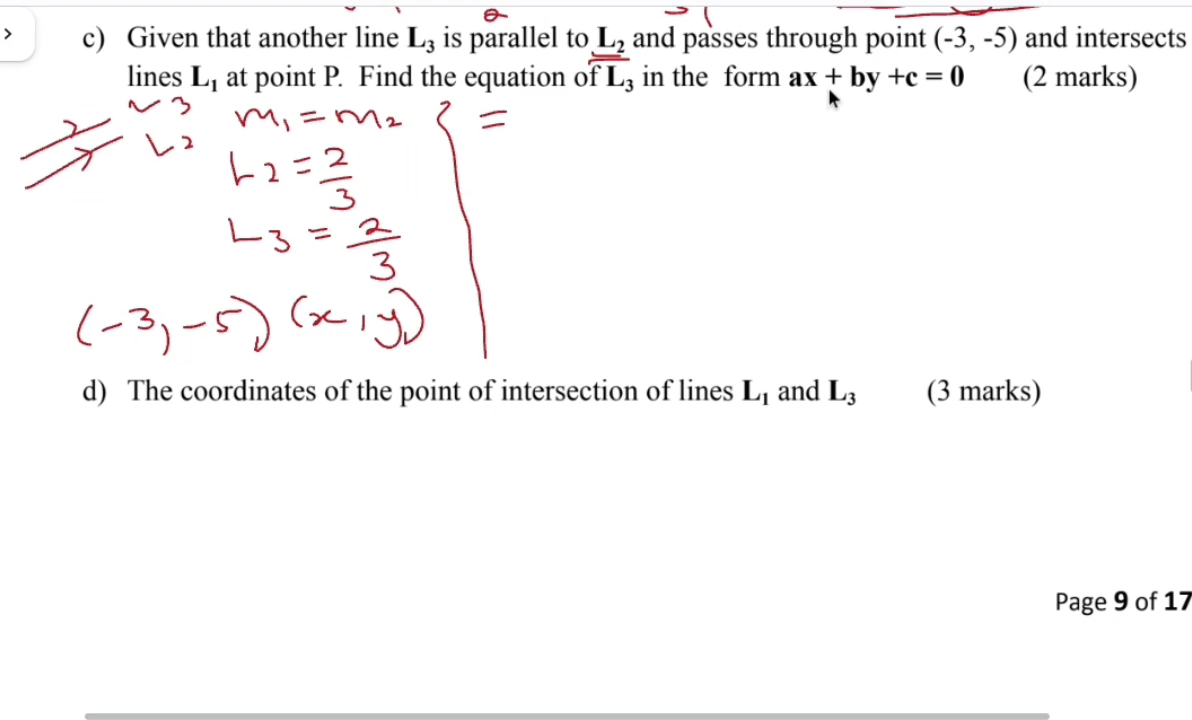 c) Given that another line L₃ is parallel to L₂ and passes through point (-3, -5) and intersects
lines L₁ at point P. Find the equation of L₃ in the form ax + by +c = 0 (2 marks)
L3
L2
m₁ = m₂
L2 = 2/3
L3 = 2/3
(-3, -5) (x, y)
=
d) The coordinates of the point of intersection of lines L₁ and L₃ (3 marks)
Page 9 of 17